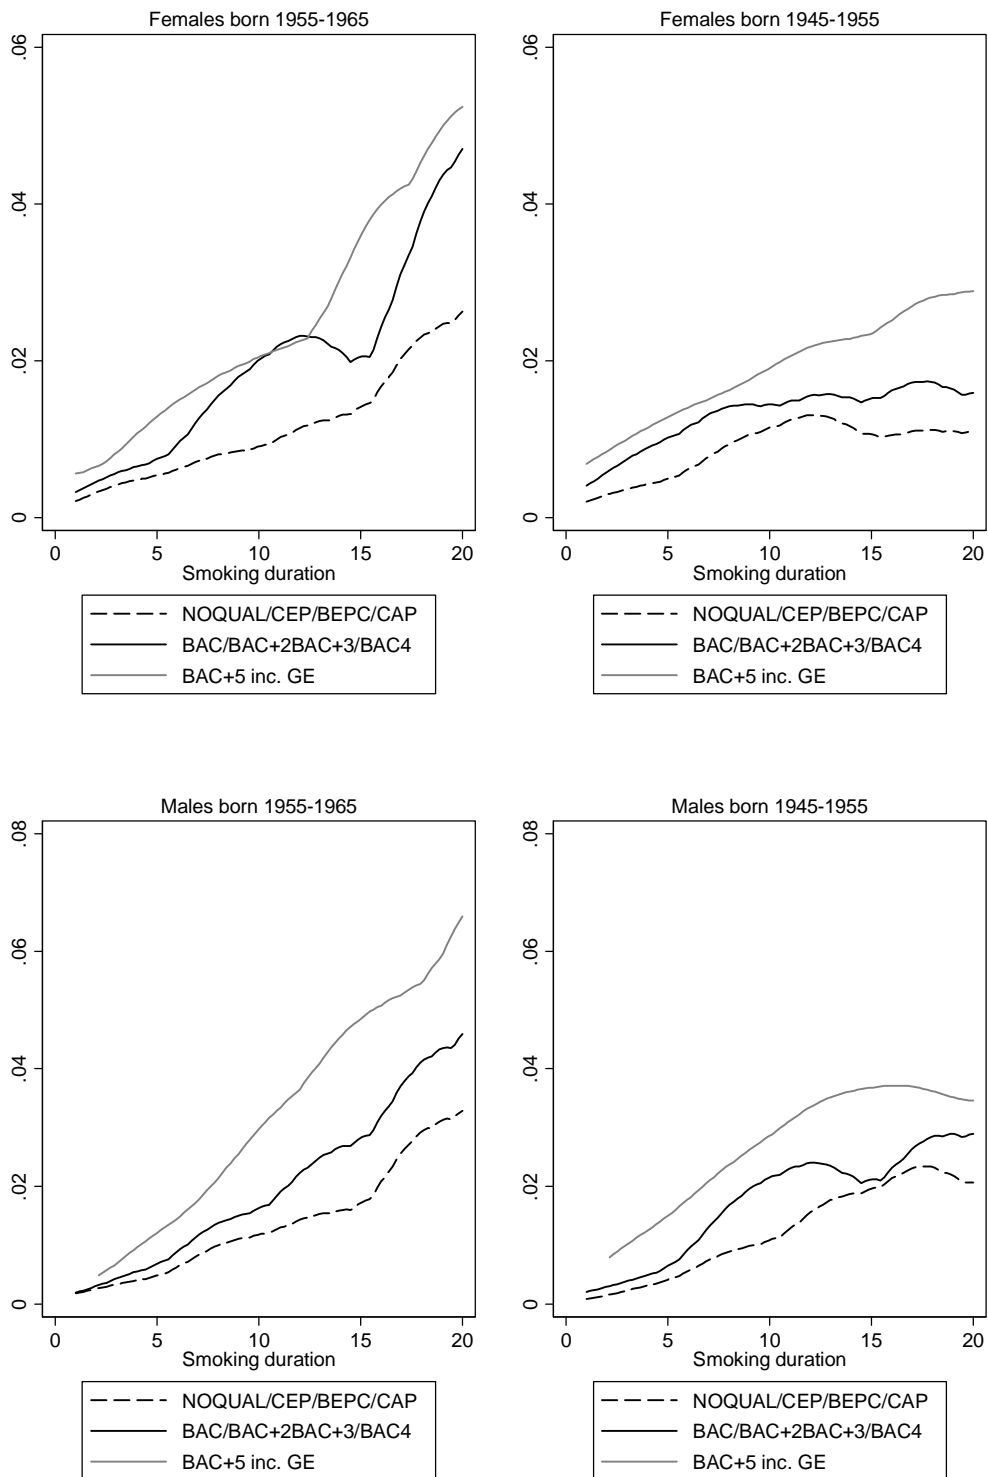 Females born 1955-1965
.06
.04
.02
0
0 5 10 15 20
Smoking duration
NOQUAL/CEP/BEPC/CAP
BAC/BAC+2BAC+3/BAC4
BAC+5 inc. GE
Females born 1945-1955
.06
.04
.02
0
0 5 10 15 20
Smoking duration
NOQUAL/CEP/BEPC/CAP
BAC/BAC+2BAC+3/BAC4
BAC+5 inc. GE
Males born 1955-1965
.08
.06
.04
.02
0
0 5 10 15 20
Smoking duration
NOQUAL/CEP/BEPC/CAP
BAC/BAC+2BAC+3/BAC4
BAC+5 inc. GE
Males born 1945-1955
.08
.06
.04
.02
0
0 5 10 15 20
Smoking duration
NOQUAL/CEP/BEPC/CAP
BAC/BAC+2BAC+3/BAC4
BAC+5 inc. GE